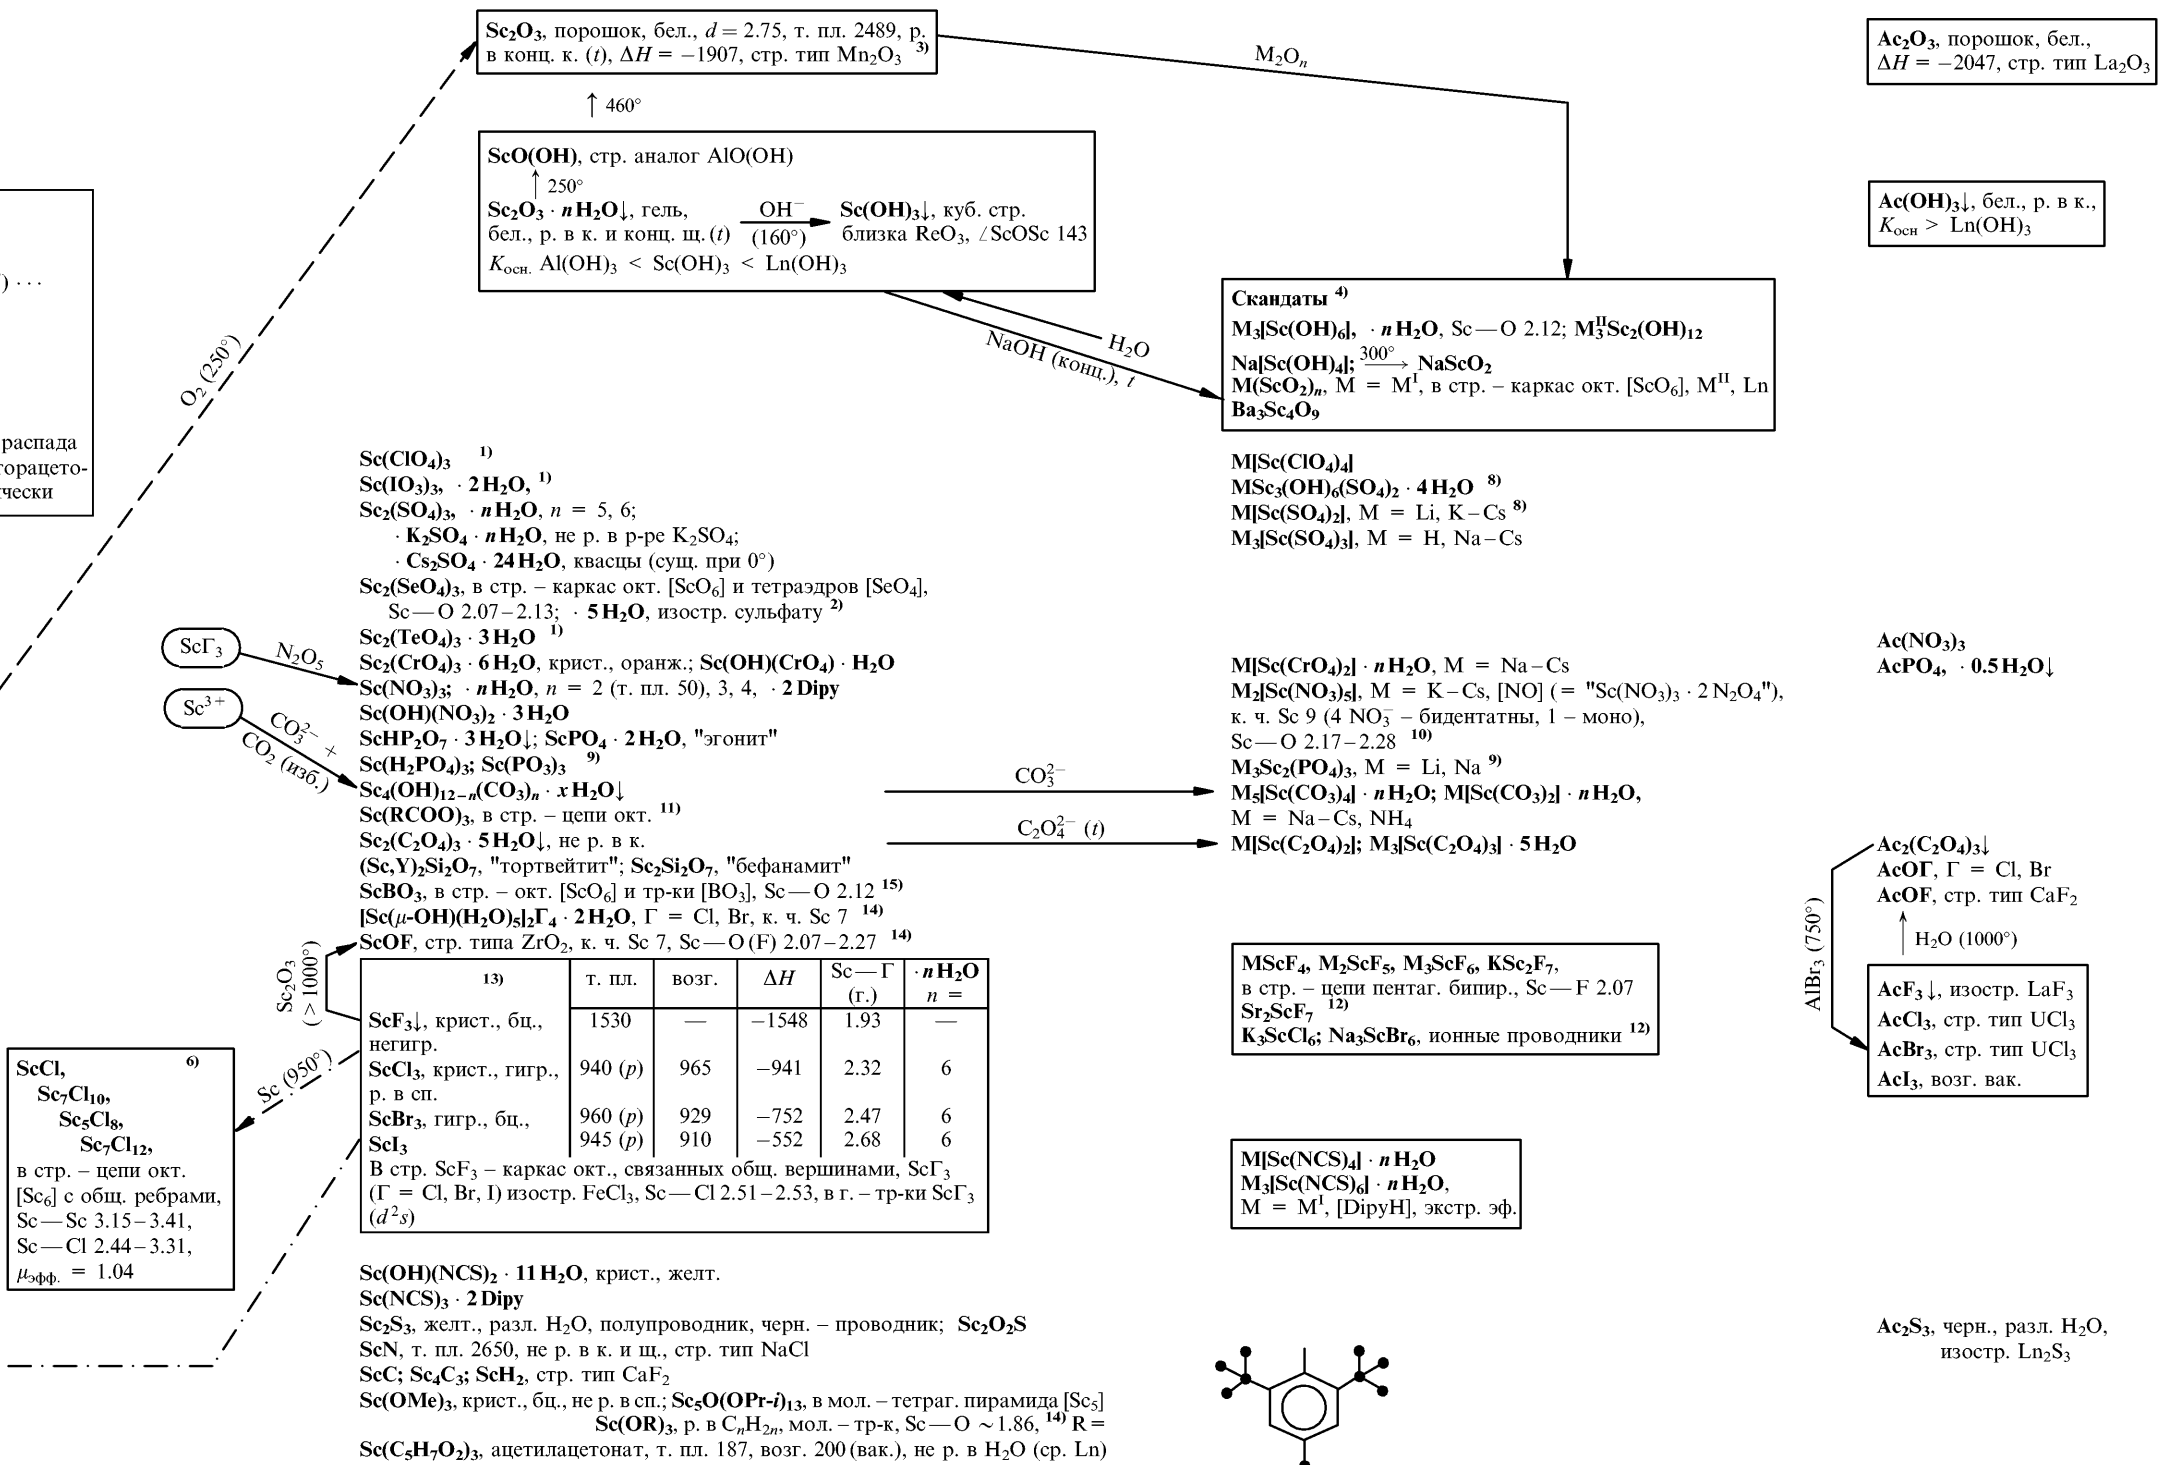 Sc₂O₃, порошок, бел., d = 2.75, т. пл. 2489, р.
в конц. к. (t), ΔH = −1907, стр. тип Mn₂O₃ ³⁾
M₂Oₙ
Ac₂O₃, порошок, бел.,
ΔH = −2047, стр. тип La₂O₃
↑ 460°
ScO(OH), стр. аналог AlO(OH)
↑ 250°
Sc₂O₃ · nH₂O↓, гель,
бел., р. в к. и конц. щ. (t)
OH⁻
(160°)
Sc(OH)₃↓, куб. стр.
близка ReO₃, ∠ScOSc 143
Kосн. Al(OH)₃ < Sc(OH)₃ < Ln(OH)₃
Ac(OH)₃↓, бел., р. в к.,
Kосн > Ln(OH)₃
) · · ·
распада
торацето-
чески
O₂ (250°)
H₂O
NaOH (конц.), t
Скандаты ⁴⁾
M₃[Sc(OH)₆], · nH₂O, Sc—O 2.12; M₃ᴵᴵSc₂(OH)₁₂
Na[Sc(OH)₄]; 300° → NaScO₂
M(ScO₂)ₙ, M = Mᴵ, в стр. – каркас окт. [ScO₆], Mᴵᴵ, Ln
Ba₃Sc₄O₉
Sc(ClO₄)₃ ¹⁾
Sc(IO₃)₃, · 2H₂O, ¹⁾
Sc₂(SO₄)₃, · nH₂O, n = 5, 6;
· K₂SO₄ · nH₂O, не р. в р-ре K₂SO₄;
· Cs₂SO₄ · 24H₂O, квасцы (сущ. при 0°)
Sc₂(SeO₄)₃, в стр. – каркас окт. [ScO₆] и тетраэдров [SeO₄],
Sc—O 2.07–2.13; · 5H₂O, изостр. сульфату ²⁾
Sc₂(TeO₄)₃ · 3H₂O ¹⁾
Sc₂(CrO₄)₃ · 6H₂O, крист., оранж.; Sc(OH)(CrO₄) · H₂O
Sc(NO₃)₃; · nH₂O, n = 2 (т. пл. 50), 3, 4, · 2Dipy
Sc(OH)(NO₃)₂ · 3H₂O
ScHP₂O₇ · 3H₂O↓; ScPO₄ · 2H₂O, "эгонит"
Sc(H₂PO₄)₃; Sc(PO₃)₃ ⁹⁾
Sc₄(OH)₁₂₋ₙ(CO₃)ₙ · xH₂O↓
Sc(RCOO)₃, в стр. – цепи окт. ¹¹⁾
Sc₂(C₂O₄)₃ · 5H₂O↓, не р. в к.
(Sc,Y)₂Si₂O₇, "тортвейтит"; Sc₂Si₂O₇, "бефанамит"
ScBO₃, в стр. – окт. [ScO₆] и тр-ки [BO₃], Sc—O 2.12 ¹⁵⁾
[Sc(μ-OH)(H₂O)₅]₂Г₄ · 2H₂O, Г = Cl, Br, к. ч. Sc 7 ¹⁴⁾
ScOF, стр. типа ZrO₂, к. ч. Sc 7, Sc—O(F) 2.07–2.27 ¹⁴⁾
ScГ₃
N₂O₅
Sc³⁺
CO₃²⁻ +
CO₂ (изб.)
CO₃²⁻
C₂O₄²⁻ (t)
M[Sc(ClO₄)₄]
MSc₃(OH)₆(SO₄)₂ · 4H₂O ⁸⁾
M[Sc(SO₄)₂], M = Li, K–Cs ⁸⁾
M₃[Sc(SO₄)₃], M = H, Na–Cs
M[Sc(CrO₄)₂] · nH₂O, M = Na–Cs
M₂[Sc(NO₃)₅], M = K–Cs, [NO] (= "Sc(NO₃)₃ · 2N₂O₄"),
к. ч. Sc 9 (4 NO₃⁻ – бидентатны, 1 – моно),
Sc—O 2.17–2.28 ¹⁰⁾
M₃Sc₂(PO₄)₃, M = Li, Na ⁹⁾
M₅[Sc(CO₃)₄] · nH₂O; M[Sc(CO₃)₂] · nH₂O,
M = Na–Cs, NH₄
M[Sc(C₂O₄)₂]; M₃[Sc(C₂O₄)₃] · 5H₂O
Ac(NO₃)₃
AcPO₄, · 0.5H₂O↓
Ac₂(C₂O₄)₃↓
AcOГ, Г = Cl, Br
AcOF, стр. тип CaF₂
↑ H₂O (1000°)
AlBr₃ (750°)
AcF₃↓, изостр. LaF₃
AcCl₃, стр. тип UCl₃
AcBr₃, стр. тип UCl₃
AcI₃, возг. вак.
Sc₂O₃
(> 1000°)
Sc (950°)
¹³⁾ т. пл. возг. ΔH Sc—Г (г.) · nH₂O n =
ScF₃↓, крист., бц., 1530 — −1548 1.93 —
негигр.
ScCl₃, крист., гигр., 940 (p) 965 −941 2.32 6
р. в сп.
ScBr₃, гигр., бц., 960 (p) 929 −752 2.47 6
ScI₃ 945 (p) 910 −552 2.68 6
В стр. ScF₃ – каркас окт., связанных общ. вершинами, ScГ₃
(Г = Cl, Br, I) изостр. FeCl₃, Sc—Cl 2.51–2.53, в г. – тр-ки ScГ₃
(d²s)
MScF₄, M₂ScF₅, M₃ScF₆, KSc₂F₇,
в стр. – цепи пентаг. бипир., Sc—F 2.07
Sr₂ScF₇ ¹²⁾
K₃ScCl₆; Na₃ScBr₆, ионные проводники ¹²⁾
ScCl, ⁶⁾
Sc₇Cl₁₀,
Sc₅Cl₈,
Sc₇Cl₁₂,
в стр. – цепи окт.
[Sc₆] с общ. ребрами,
Sc—Sc 3.15–3.41,
Sc—Cl 2.44–3.31,
μэфф. = 1.04
M[Sc(NCS)₄] · nH₂O
M₃[Sc(NCS)₆] · nH₂O,
M = Mᴵ, [DipyH], экстр. эф.
Sc(OH)(NCS)₂ · 11H₂O, крист., желт.
Sc(NCS)₃ · 2Dipy
Sc₂S₃, желт., разл. H₂O, полупроводник, черн. – проводник; Sc₂O₂S
ScN, т. пл. 2650, не р. в к. и щ., стр. тип NaCl
ScC; Sc₄C₃; ScH₂, стр. тип CaF₂
Sc(OMe)₃, крист., бц., не р. в сп.; Sc₅O(OPr-i)₁₃, в мол. – тетраг. пирамида [Sc₅]
Sc(OR)₃, р. в CₙH₂ₙ, мол. – тр-к, Sc—O ~1.86, ¹⁴⁾ R =
Sc(C₅H₇O₂)₃, ацетилацетонат, т. пл. 187, возг. 200 (вак.), не р. в H₂O (ср. Ln)
Ac₂S₃, черн., разл. H₂O,
изостр. Ln₂S₃